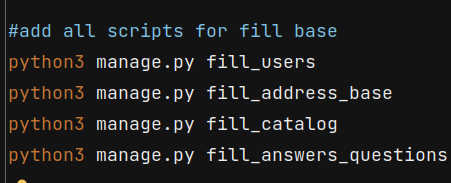 #add all scripts for fill base
python3 manage.py fill_users
python3 manage.py fill_address_base
python3 manage.py fill_catalog
python3 manage.py fill_answers_questions